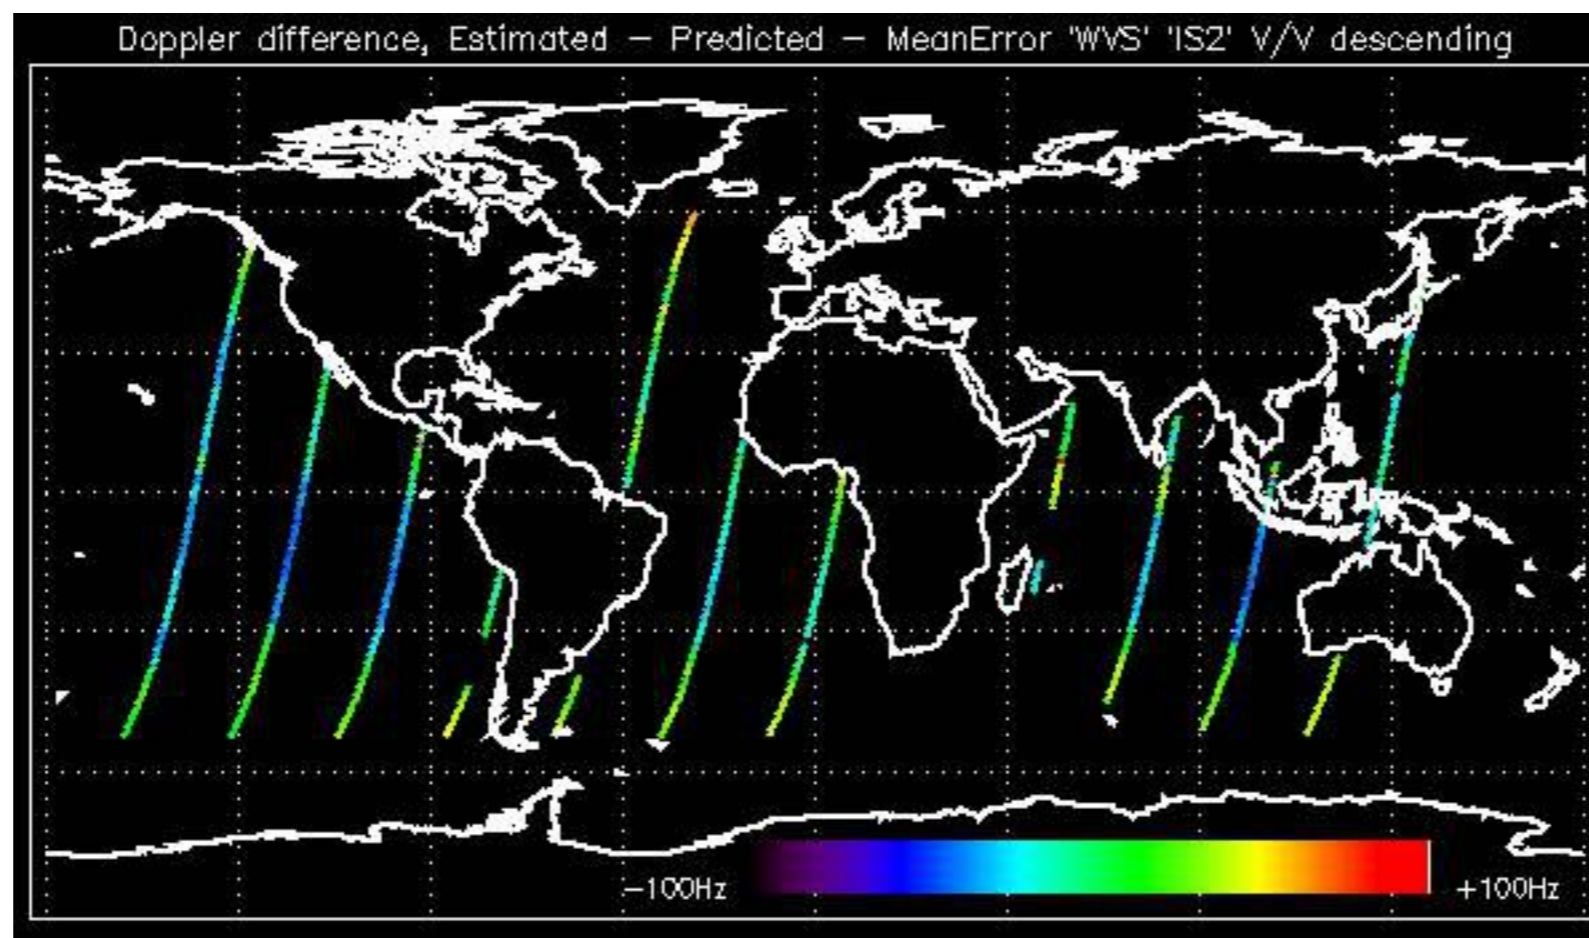 Doppler difference, Estimated – Predicted – MeanError 'WVS' 'IS2' V/V descending
-100Hz
+100Hz